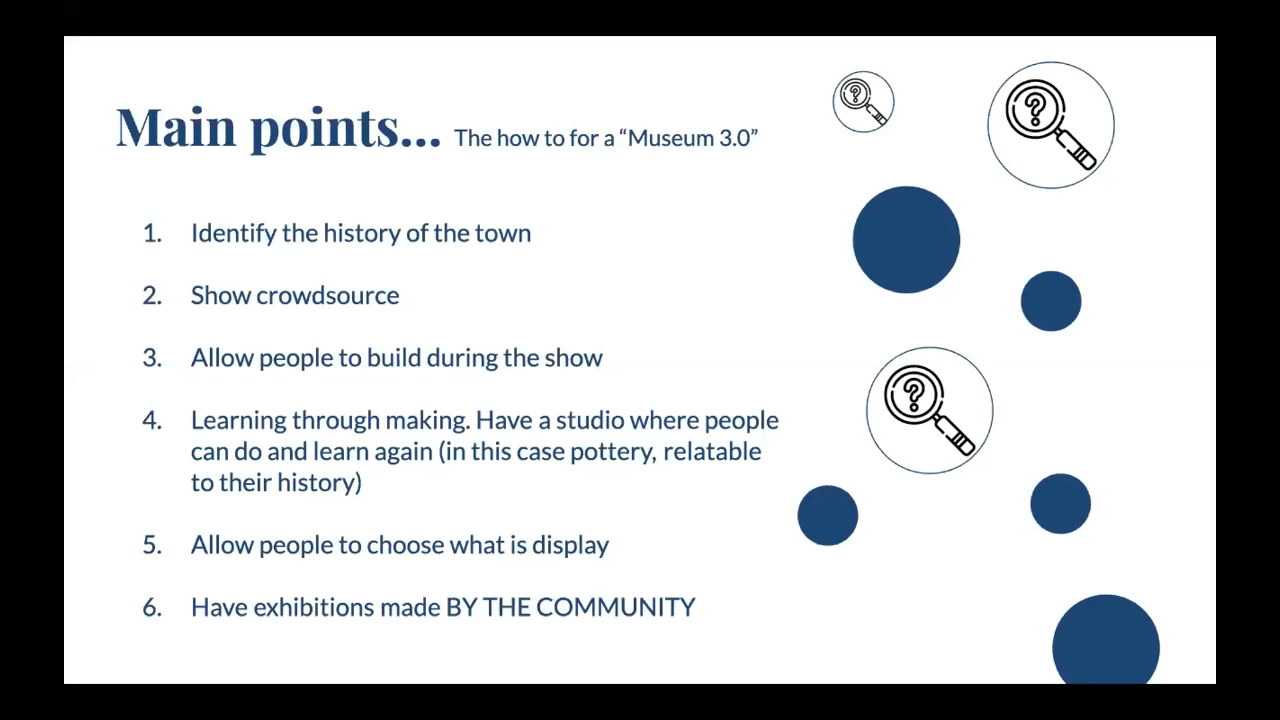 Main points... The how to for a “Museum 3.0”
1. Identify the history of the town
2. Show crowdsource
3. Allow people to build during the show
4. Learning through making. Have a studio where people
can do and learn again (in this case pottery, relatable
to their history)
5. Allow people to choose what is display
6. Have exhibitions made BY THE COMMUNITY
?
?
?